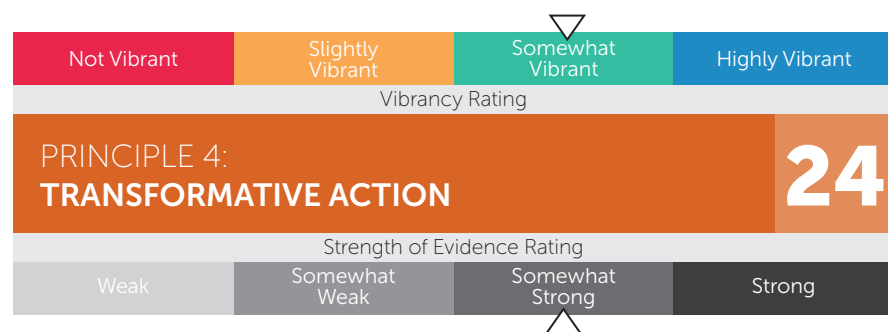 Not Vibrant
Slightly
Vibrant
Somewhat
Vibrant
Highly Vibrant
Vibrancy Rating
PRINCIPLE 4:
TRANSFORMATIVE ACTION
24
Strength of Evidence Rating
Weak
Somewhat
Weak
Somewhat
Strong
Strong